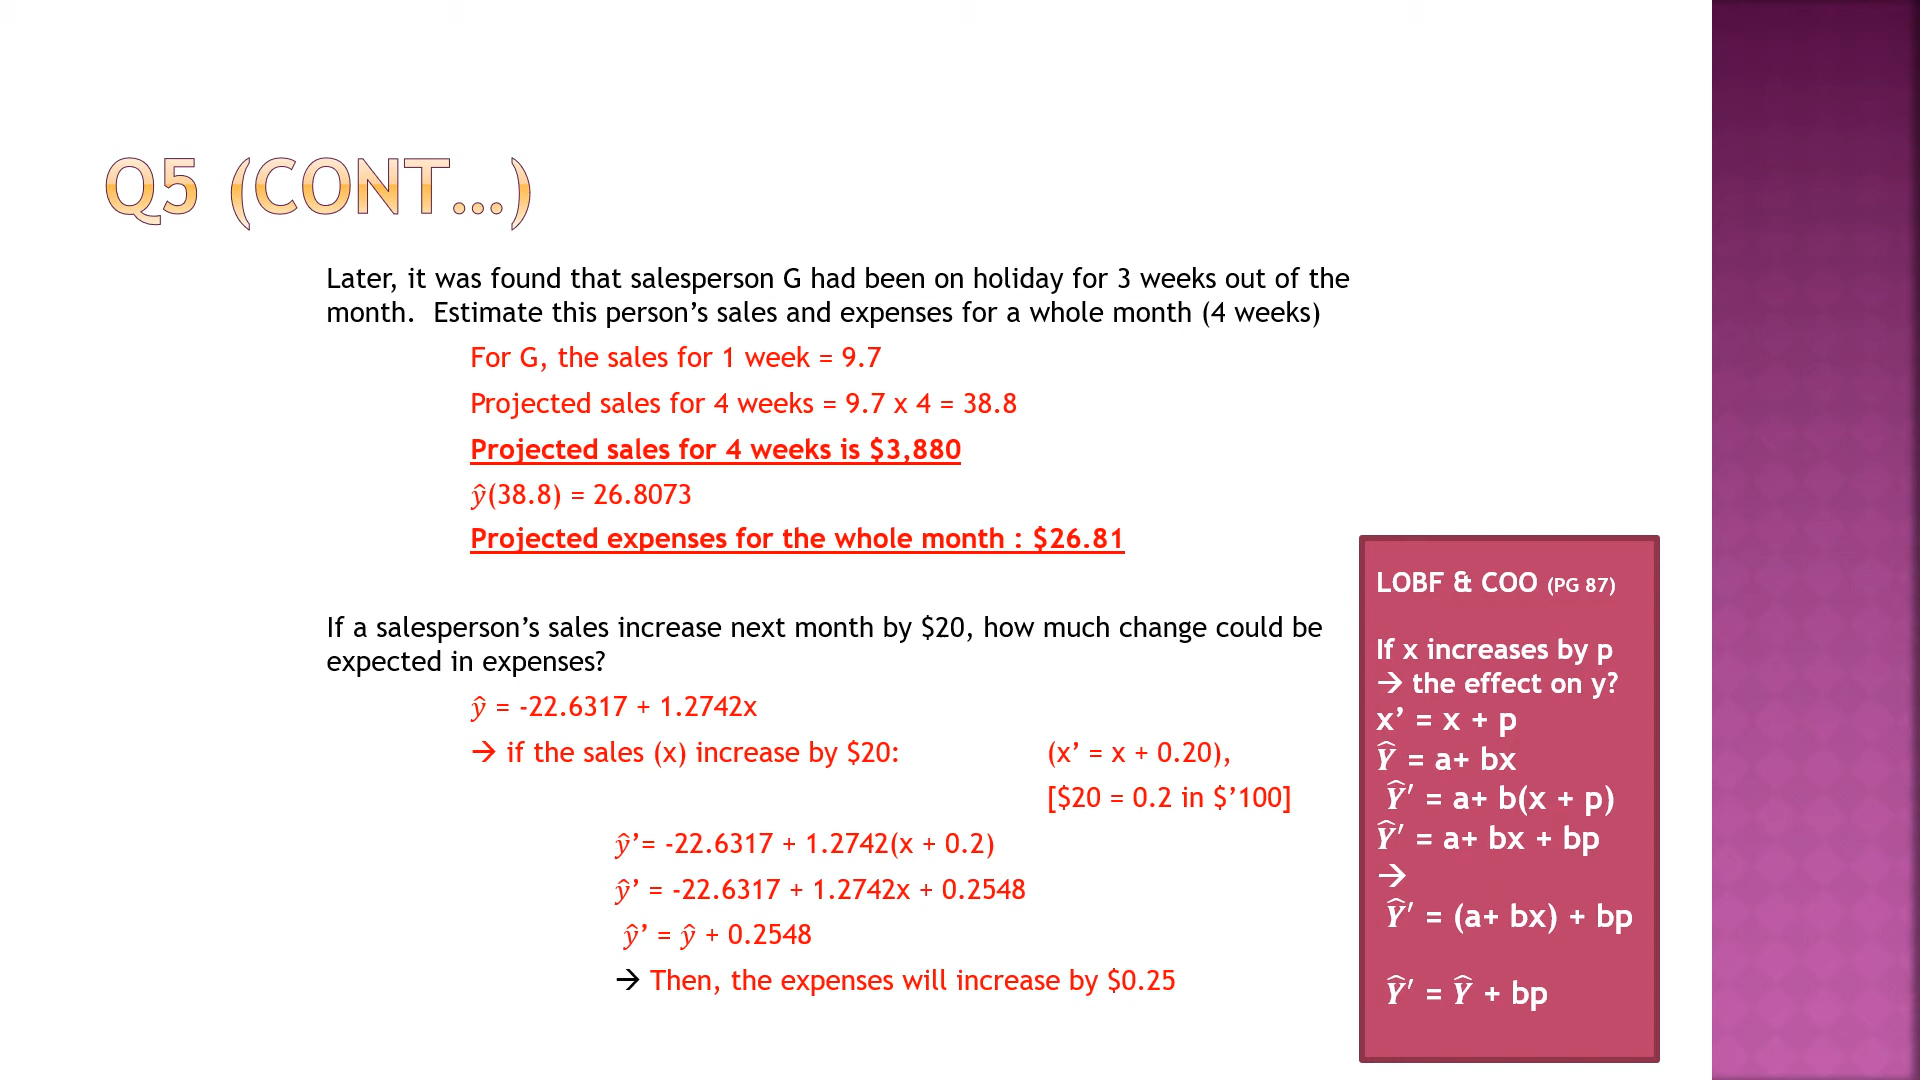 Q5 (CONT…)
Later, it was found that salesperson G had been on holiday for 3 weeks out of the
month.  Estimate this person’s sales and expenses for a whole month (4 weeks)
For G, the sales for 1 week = 9.7
Projected sales for 4 weeks = 9.7 x 4 = 38.8
Projected sales for 4 weeks is $3,880
ŷ(38.8) = 26.8073
Projected expenses for the whole month : $26.81
If a salesperson’s sales increase next month by $20, how much change could be
expected in expenses?
ŷ = -22.6317 + 1.2742x
→ if the sales (x) increase by $20: (x’ = x + 0.20),
[$20 = 0.2 in $’100]
ŷ’= -22.6317 + 1.2742(x + 0.2)
ŷ’ = -22.6317 + 1.2742x + 0.2548
ŷ’ = ŷ + 0.2548
→ Then, the expenses will increase by $0.25
LOBF & COO (PG 87)
If x increases by p
→ the effect on y?
x’ = x + p
Ŷ = a+ bx
Ŷ′ = a+ b(x + p)
Ŷ′ = a+ bx + bp
→
Ŷ′ = (a+ bx) + bp
Ŷ′ = Ŷ + bp